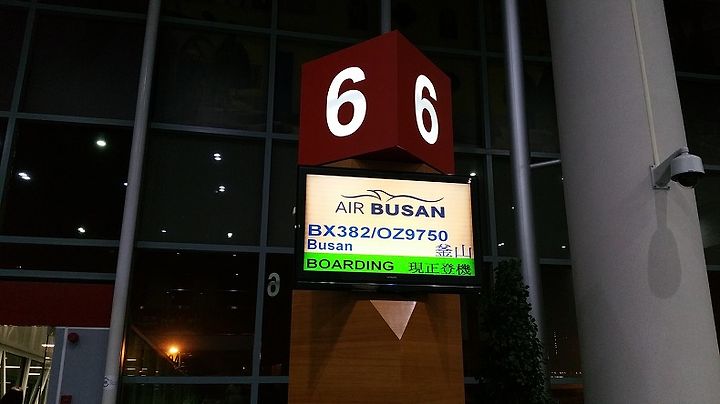 6 6
AIR BUSAN
BX382/OZ9750
Busan 釜山
BOARDING 現正登機
6